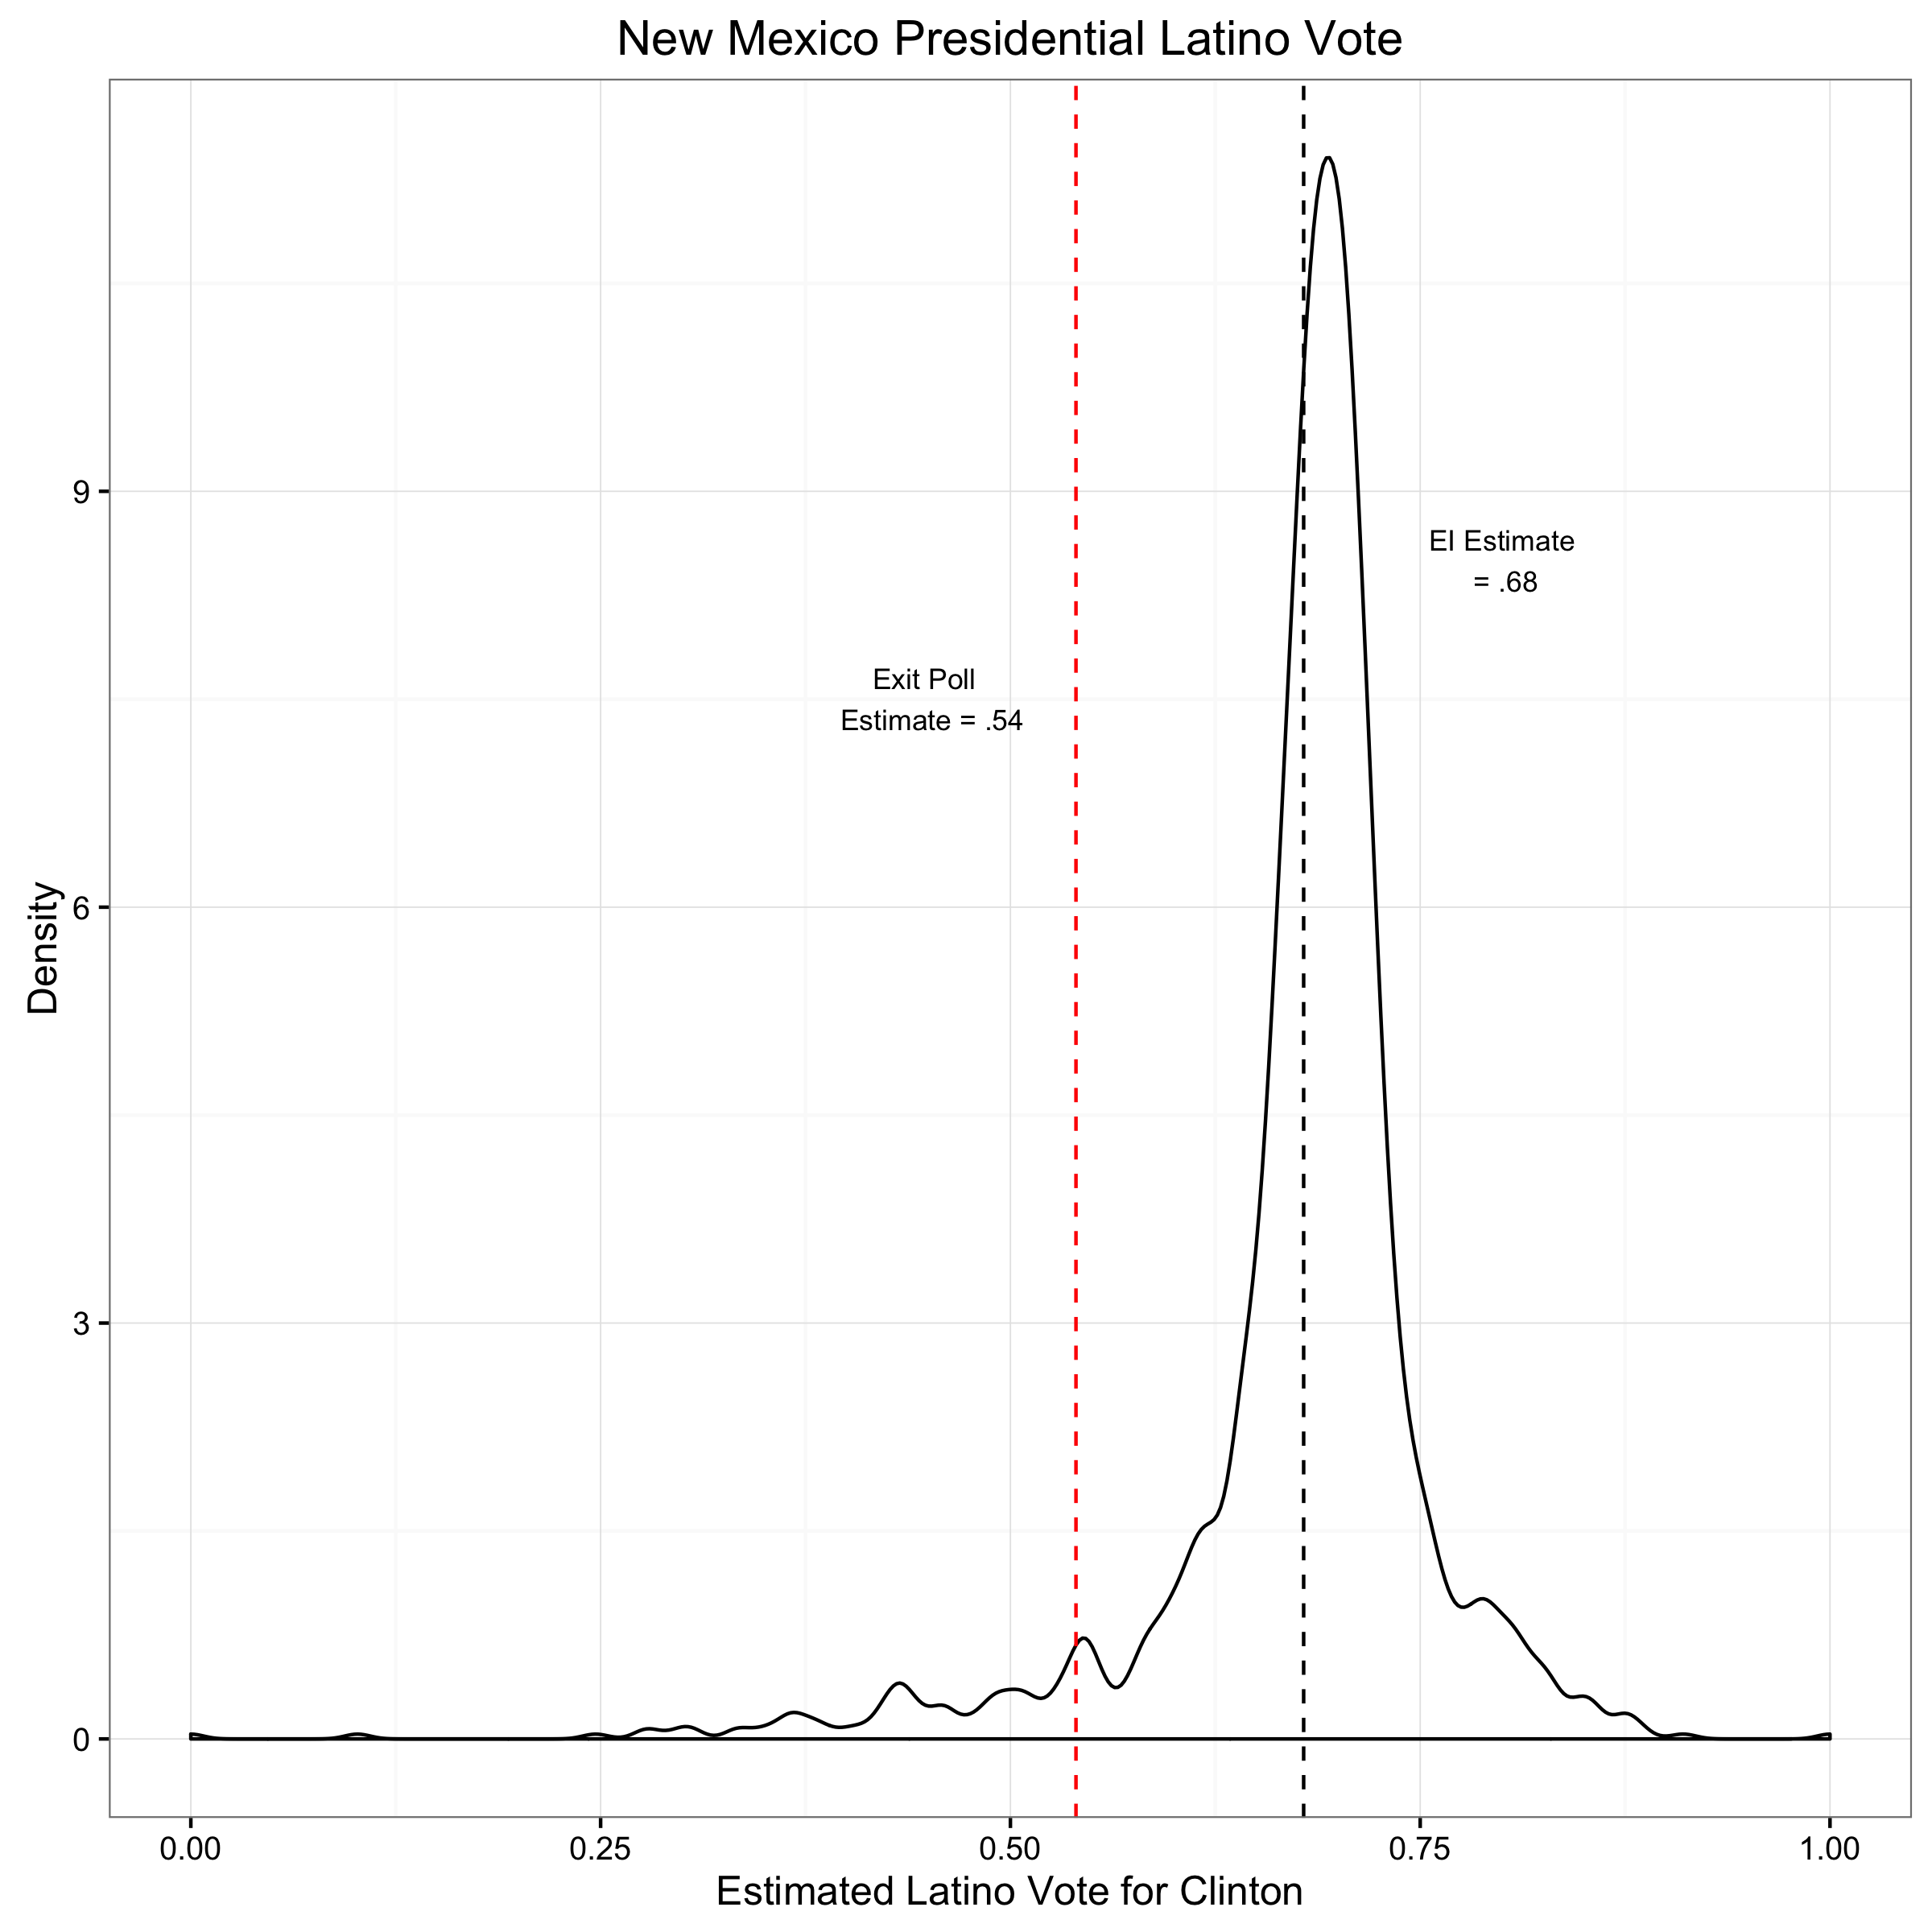 New Mexico Presidential Latino Vote
Density
9
6
3
0
EI Estimate
= .68
Exit Poll
Estimate = .54
0.00 0.25 0.50 0.75 1.00
Estimated Latino Vote for Clinton